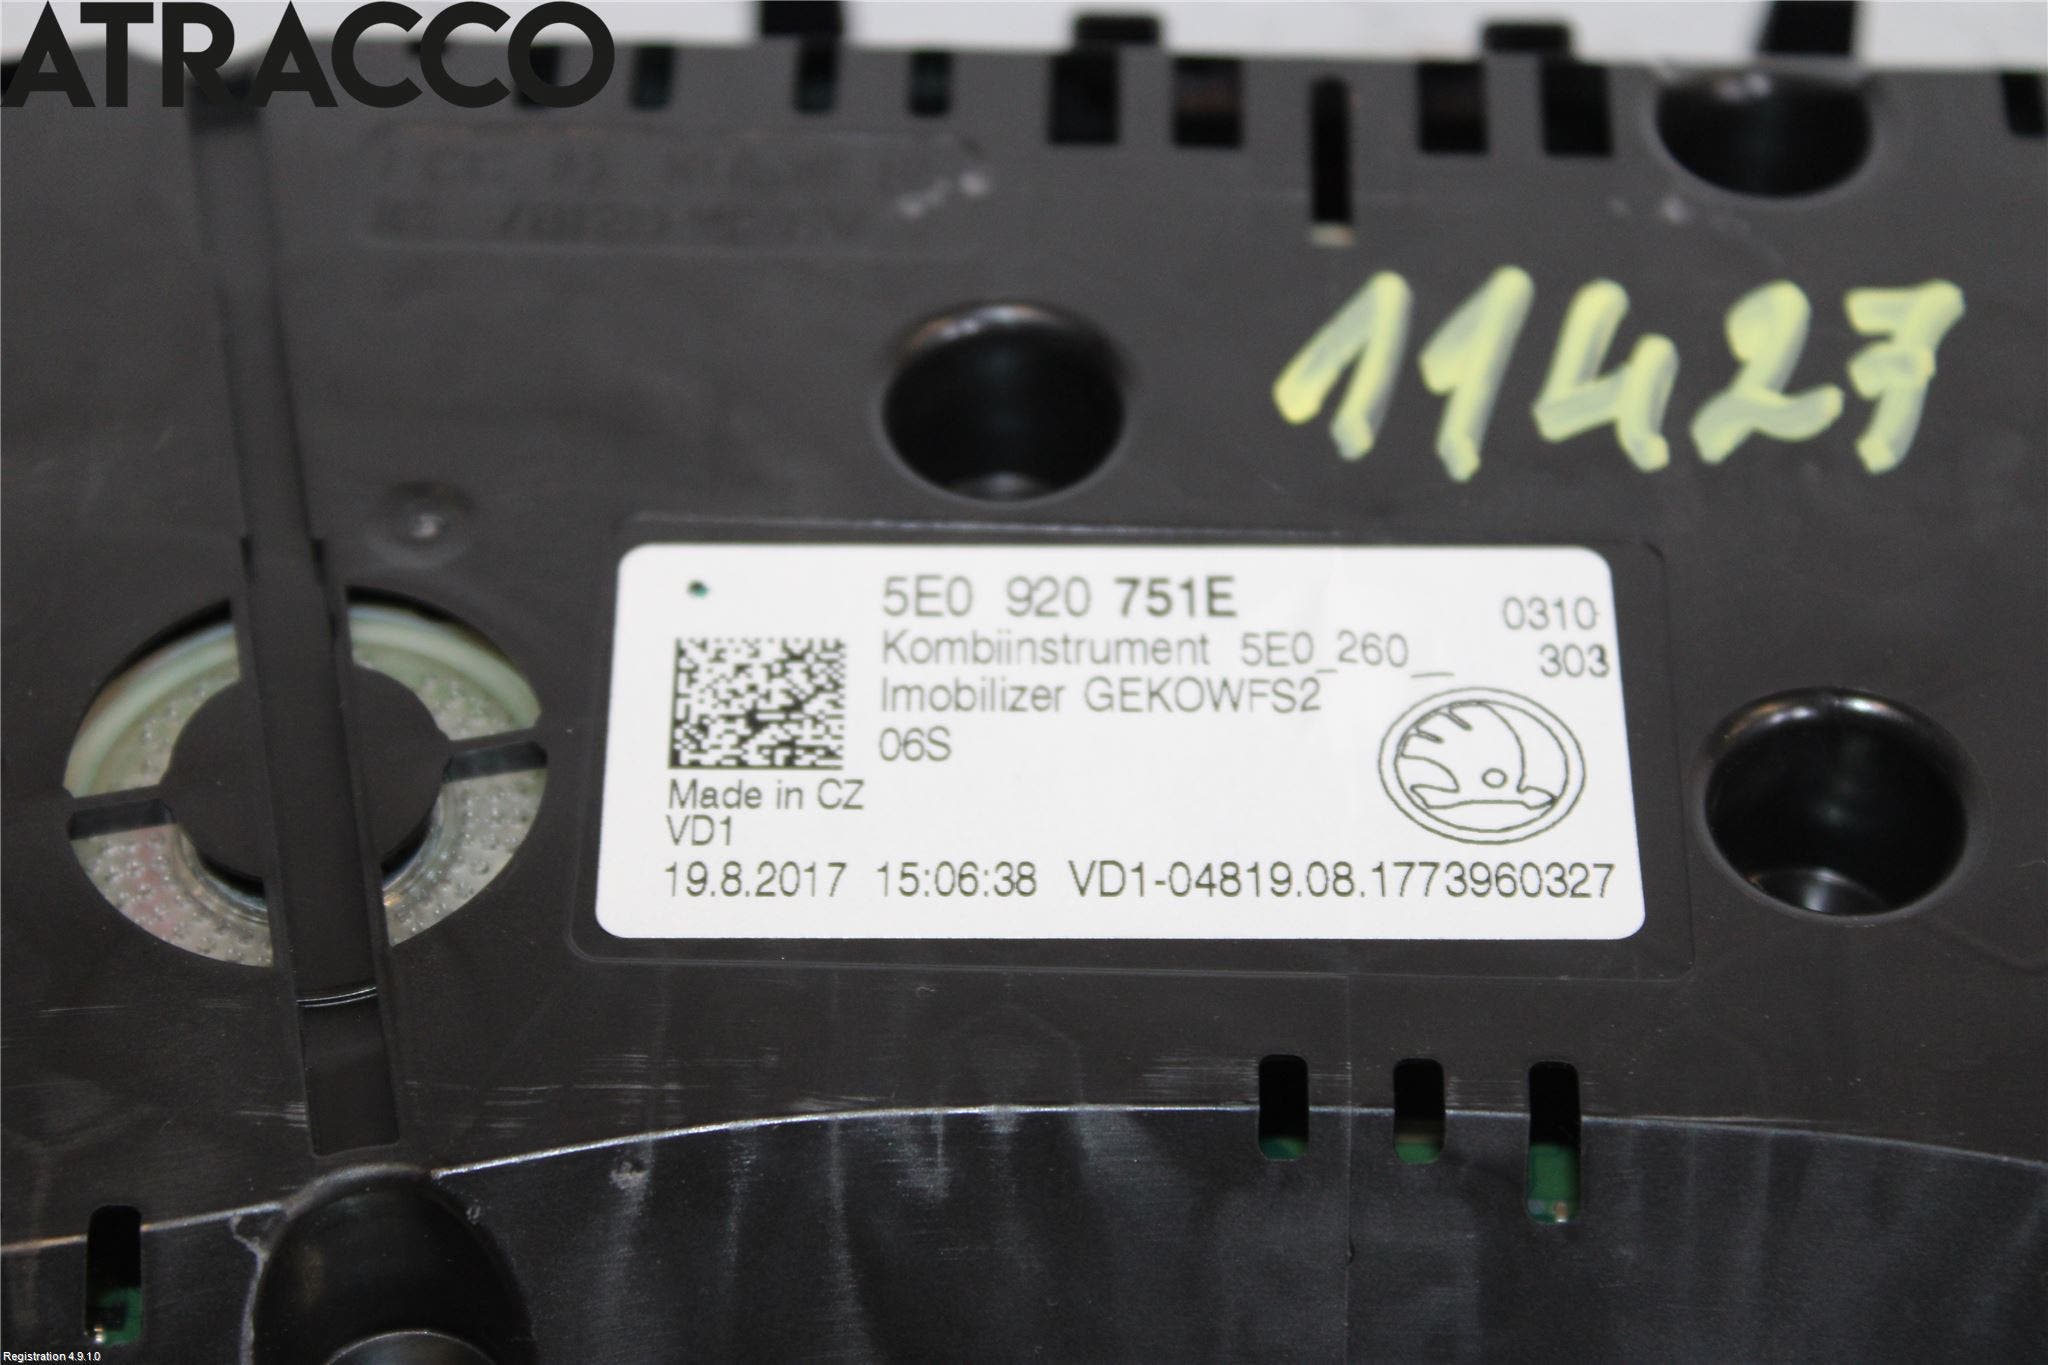 ATRACCO
11427
5E0 920 751E
0310
Kombiinstrument 5E0_260_
303
Imobilizer GEKOWFS2
06S
Made in CZ
VD1
19.8.2017 15:06:38 VD1-04819.08.1773960327
Registration 4.9.1.0